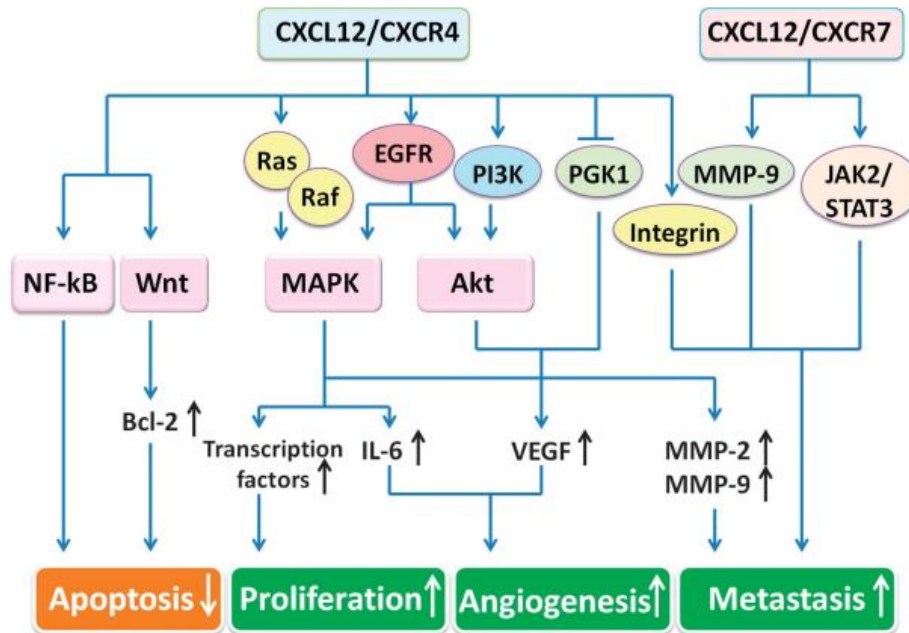 CXCL12/CXCR4
CXCL12/CXCR7
Ras
Raf
EGFR
PI3K
PGK1
Integrin
MMP-9
JAK2/
STAT3
NF-kB
Wnt
MAPK
Akt
Bcl-2 ↑
Transcription
factors ↑
IL-6 ↑
VEGF ↑
MMP-2 ↑
MMP-9 ↑
Apoptosis ↓
Proliferation ↑
Angiogenesis ↑
Metastasis ↑